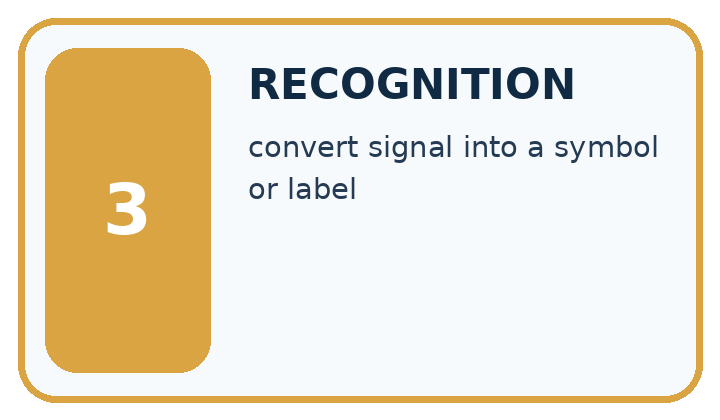 3
RECOGNITION
convert signal into a symbol
or label